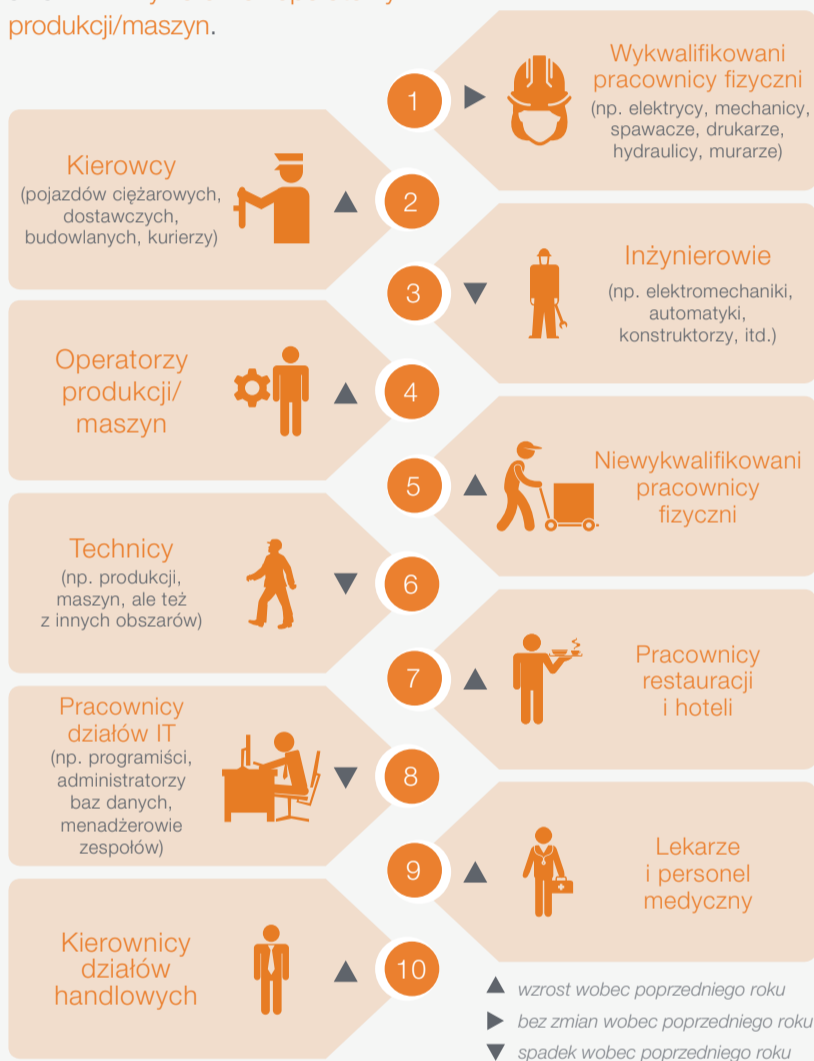 produkcji/maszyn.
1
Wykwalifikowani
pracownicy fizyczni
(np. elektrycy, mechanicy,
spawacze, drukarze,
hydraulicy, murarze)
Kierowcy
(pojazdów ciężarowych,
dostawczych,
budowlanych, kurierzy)
2
3
Inżynierowie
(np. elektromechaniki,
automatyki,
konstruktorzy, itd.)
Operatorzy
produkcji/
maszyn
4
5
Niewykwalifikowani
pracownicy
fizyczni
Technicy
(np. produkcji,
maszyn, ale też
z innych obszarów)
6
7
Pracownicy
restauracji
i hoteli
Pracownicy
działów IT
(np. programiści,
administratorzy
baz danych,
menadżerowie
zespołów)
8
9
Lekarze
i personel
medyczny
Kierownicy
działów
handlowych
10
▲ wzrost wobec poprzedniego roku
▶ bez zmian wobec poprzedniego roku
▼ spadek wobec poprzedniego roku